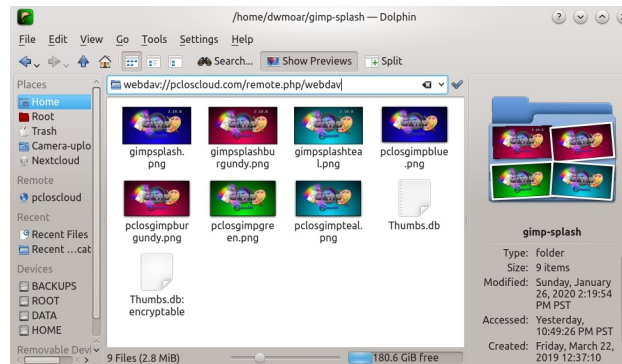 /home/dwmoar/gimp-splash — Dolphin
File Edit View Go Tools Settings Help
Search... Show Previews Split
Places
Home
Root
Trash
Camera-uplo
Nextcloud
Remote
pcloscloud
Recent
Recent Files
Recent ...cat
Devices
BACKUPS
ROOT
DATA
HOME
Removable Devi
webdav://pcloscloud.com/remote.php/webdav
gimpsplash.
png
gimpsplashbu
rgundy.png
gimpsplashtea
l.png
pclosgimpblue
.png
pclosgimpbur
gundy.png
pclosgimpgre
en.png
pclosgimpteal.
png
Thumbs.db
Thumbs.db:
encryptable
9 Files (2.8 MiB)
180.6 GiB free
gimp-splash
Type: folder
Size: 9 items
Modified: Sunday, January
26, 2020 2:19:54
PM PST
Accessed: Yesterday,
10:49:26 PM PST
Created: Friday, March 22,
2019 12:37:10